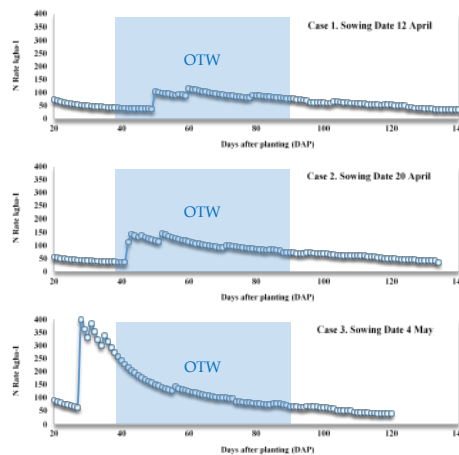 400
350
300
250
200
150
100
50
0
N Rate kgha-1
Case 1. Sowing Date 12 April
OTW
20 40 60 80 100 120 14
Days after planting (DAP)
400
350
300
250
200
150
100
50
0
N Rate kgha-1
Case 2. Sowing Date 20 April
OTW
20 40 60 80 100 120 14
Days after planting (DAP)
400
350
300
250
200
150
100
50
0
N Rate kgha-1
Case 3. Sowing Date 4 May
OTW
20 40 60 80 100 120 14
Days after planting (DAP)